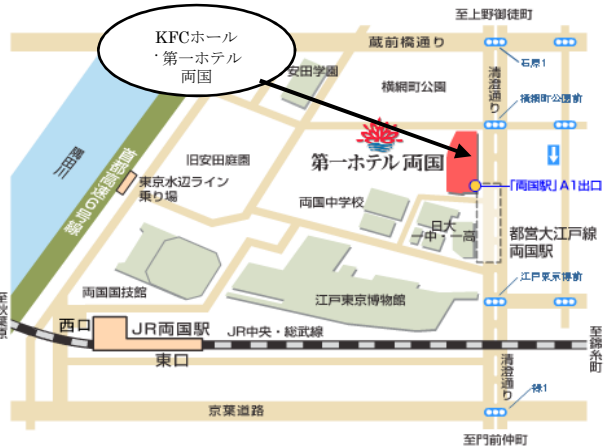 至上野御徒町
KFCホール
・第一ホテル
両国
蔵前橋通り
石原1
安田学園
横網町公園
清澄通り
横網町公園前
隅田川
首都高速6号線
旧安田庭園
第一ホテル 両国
東京水辺ライン
乗り場
「両国駅」A1出口
両国中学校
日大
一中・一高
都営大江戸線
両国駅
江戸東京博前
両国国技館
江戸東京博物館
至秋葉原
西口
JR両国駅
JR中央・総武線
至錦糸町
東口
清澄通り
緑1
京葉道路
至門前仲町